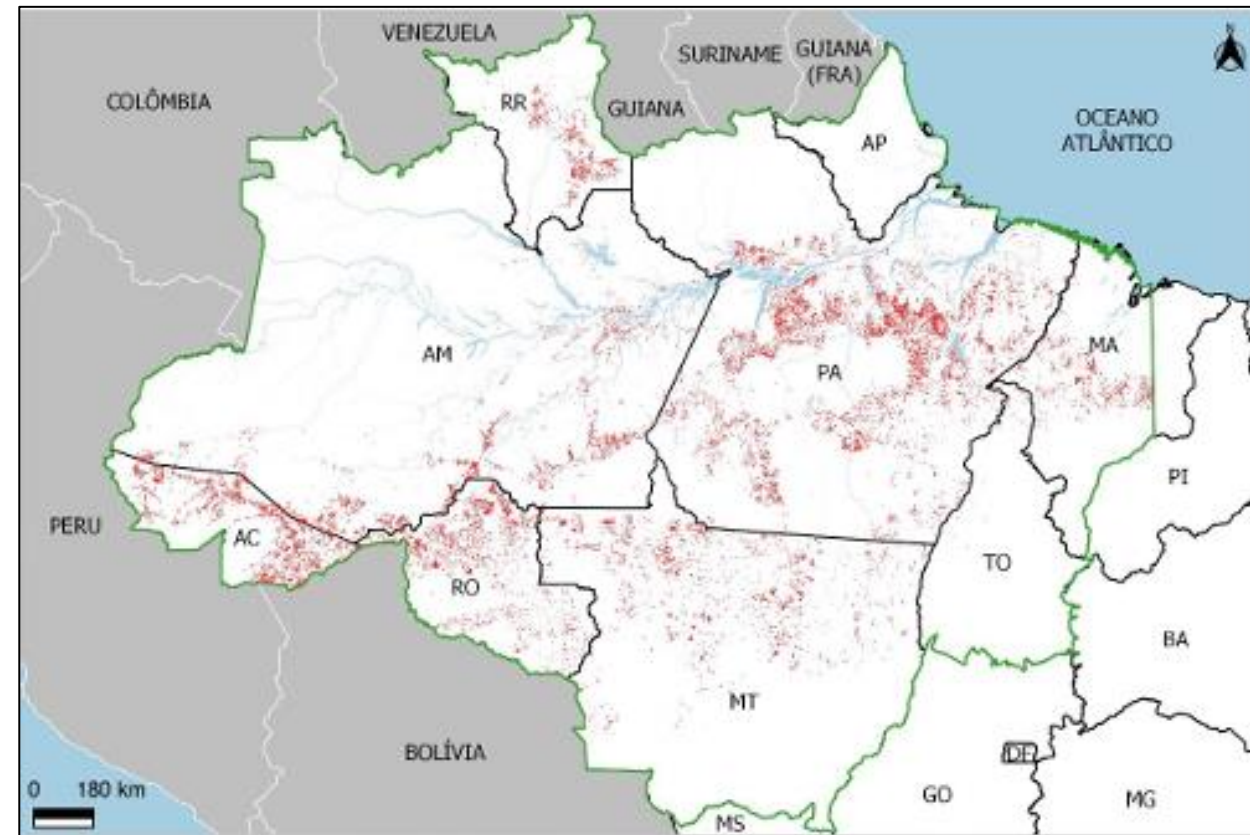 N
VENEZUELA
SURINAME
GUIANA
(FRA)
COLÔMBIA
RR
GUIANA
OCEANO
ATLÂNTICO
AP
AM
PA
MA
PI
PERU
AC
RO
TO
BA
MT
BOLÍVIA
DF
0 180 km
GO
MG
MS